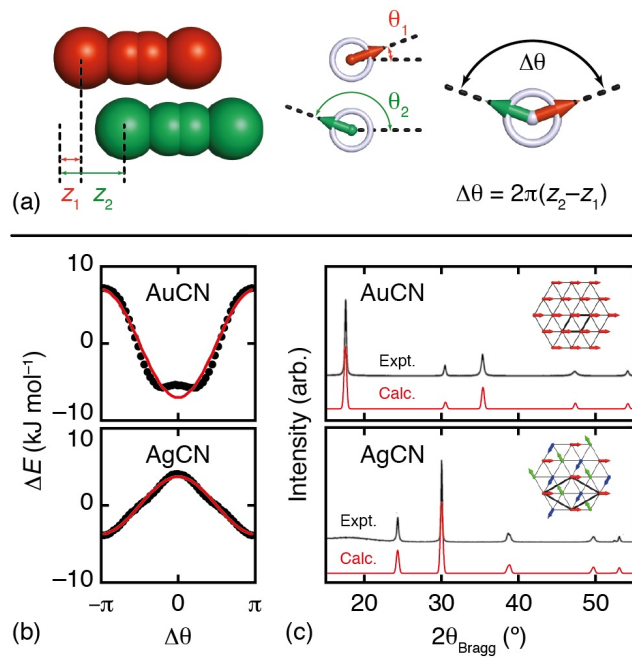 θ1
θ2
Δθ
z1 z2
(a)
Δθ = 2π(z2–z1)
10
AuCN
0
–10
10
AgCN
0
–10
ΔE (kJ mol–1)
–π 0 π
Δθ
(b)
AuCN
Expt.
Calc.
AgCN
Expt.
Calc.
Intensity (arb.)
20 30 40 50
2θBragg (º)
(c)